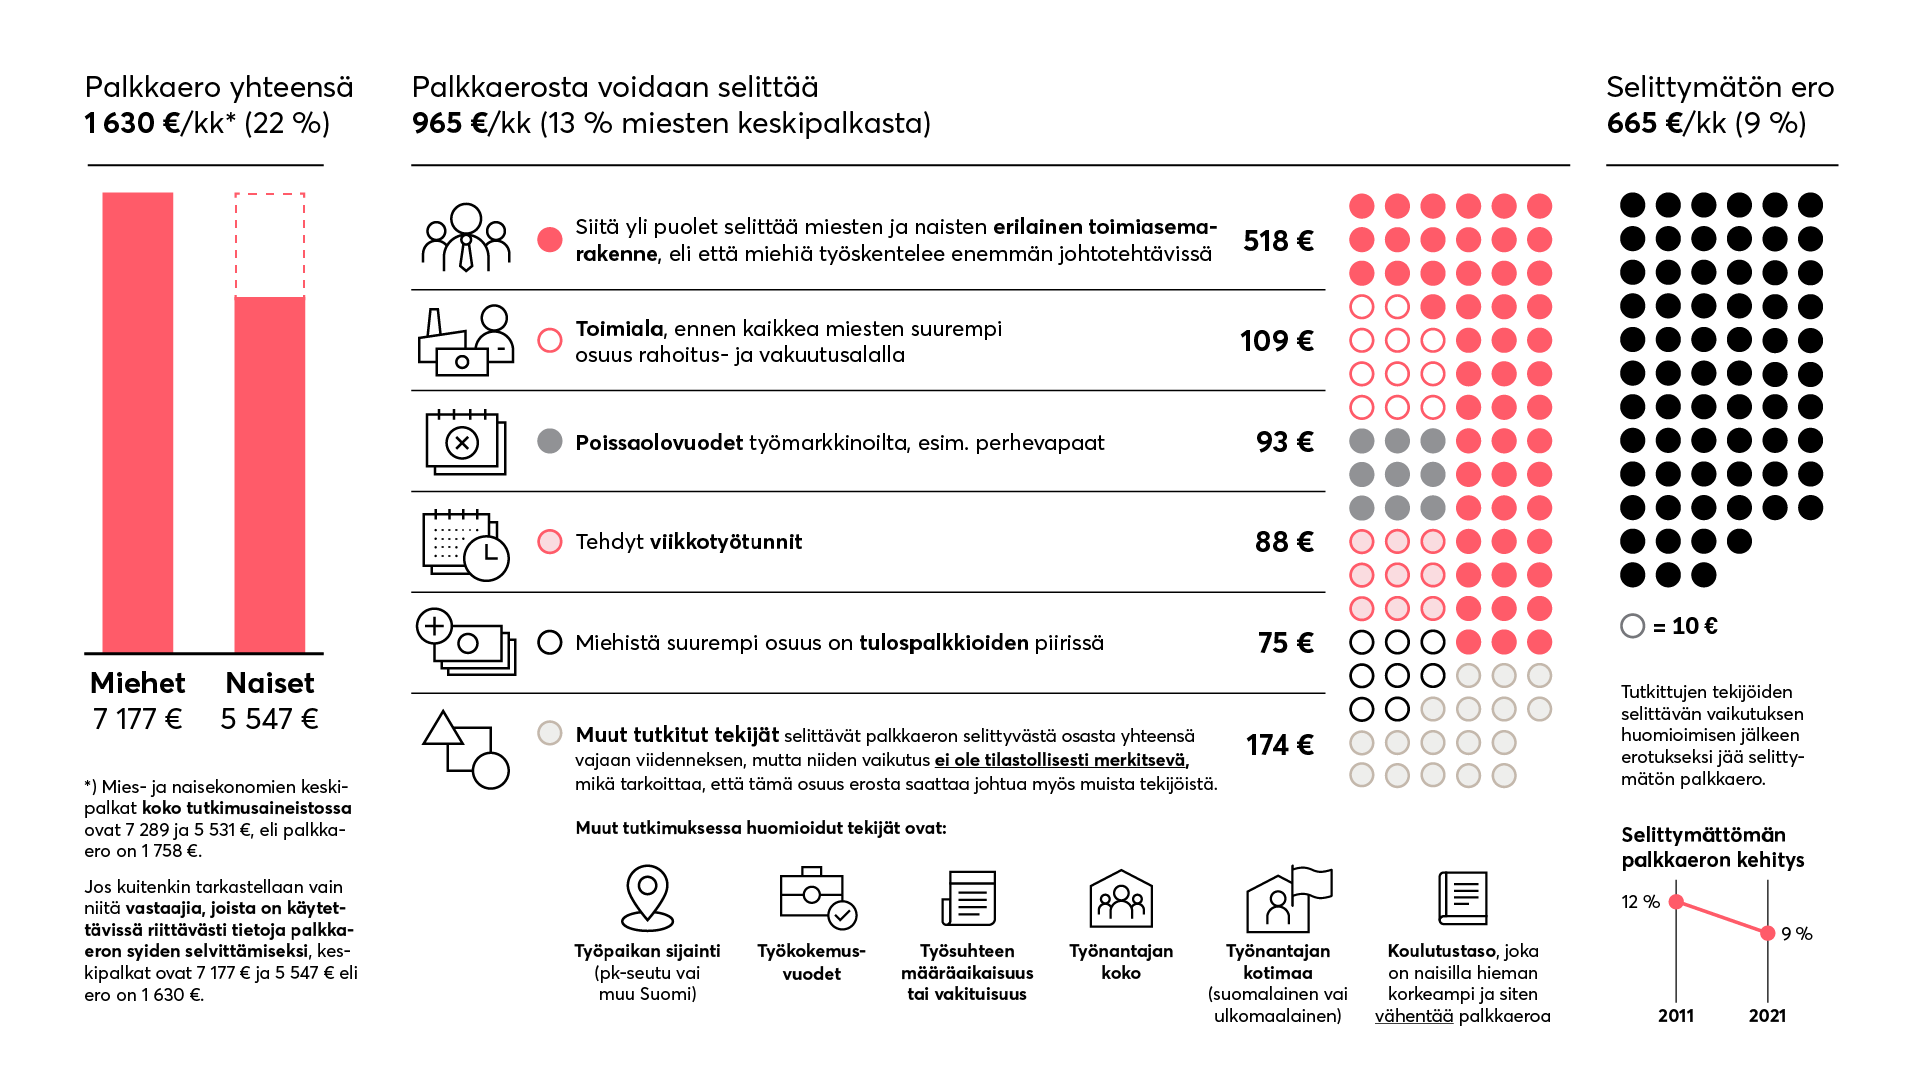 Palkkaero yhteensä
1 630 €/kk* (22 %)
Miehet
7 177 €
Naiset
5 547 €
*) Mies- ja naisekonomien keski-
palkat koko tutkimusaineistossa
ovat 7 289 ja 5 531 €, eli palkka-
ero on 1 758 €.
Jos kuitenkin tarkastellaan vain
niitä vastaajia, joista on käytet-
tävissä riittävästi tietoja palkka-
eron syiden selvittämiseksi, kes-
kipalkat ovat 7 177 € ja 5 547 € eli
ero on 1 630 €.
Palkkaerosta voidaan selittää
965 €/kk (13 % miesten keskipalkasta)
Siitä yli puolet selittää miesten ja naisten erilainen toimiasema-
rakenne, eli että miehiä työskentelee enemmän johtotehtävissä
518 €
Toimiala, ennen kaikkea miesten suurempi
osuus rahoitus- ja vakuutusalalla
109 €
Poissaolovuodet työmarkkinoilta, esim. perhevapaat
93 €
Tehdyt viikkotyötunnit
88 €
Miehistä suurempi osuus on tulospalkkioiden piirissä
75 €
Muut tutkitut tekijät selittävät palkkaeron selittyvästä osasta yhteensä
vajaan viidenneksen, mutta niiden vaikutus ei ole tilastollisesti merkitsevä,
mikä tarkoittaa, että tämä osuus erosta saattaa johtua myös muista tekijöistä.
174 €
Muut tutkimuksessa huomioidut tekijät ovat:
Työpaikan sijainti
(pk-seutu vai
muu Suomi)
Työkokemus-
vuodet
Työsuhteen
määräaikaisuus
tai vakituisuus
Työnantajan
koko
Työnantajan
kotimaa
(suomalainen vai
ulkomaalainen)
Koulutustaso, joka
on naisilla hieman
korkeampi ja siten
vähentää palkkaeroa
Selittymätön ero
665 €/kk (9 %)
= 10 €
Tutkittujen tekijöiden
selittävän vaikutuksen
huomioimisen jälkeen
erotukseksi jää selitty-
mätön palkkaero.
Selittymättömän
palkkaeron kehitys
12 %
9 %
2011
2021